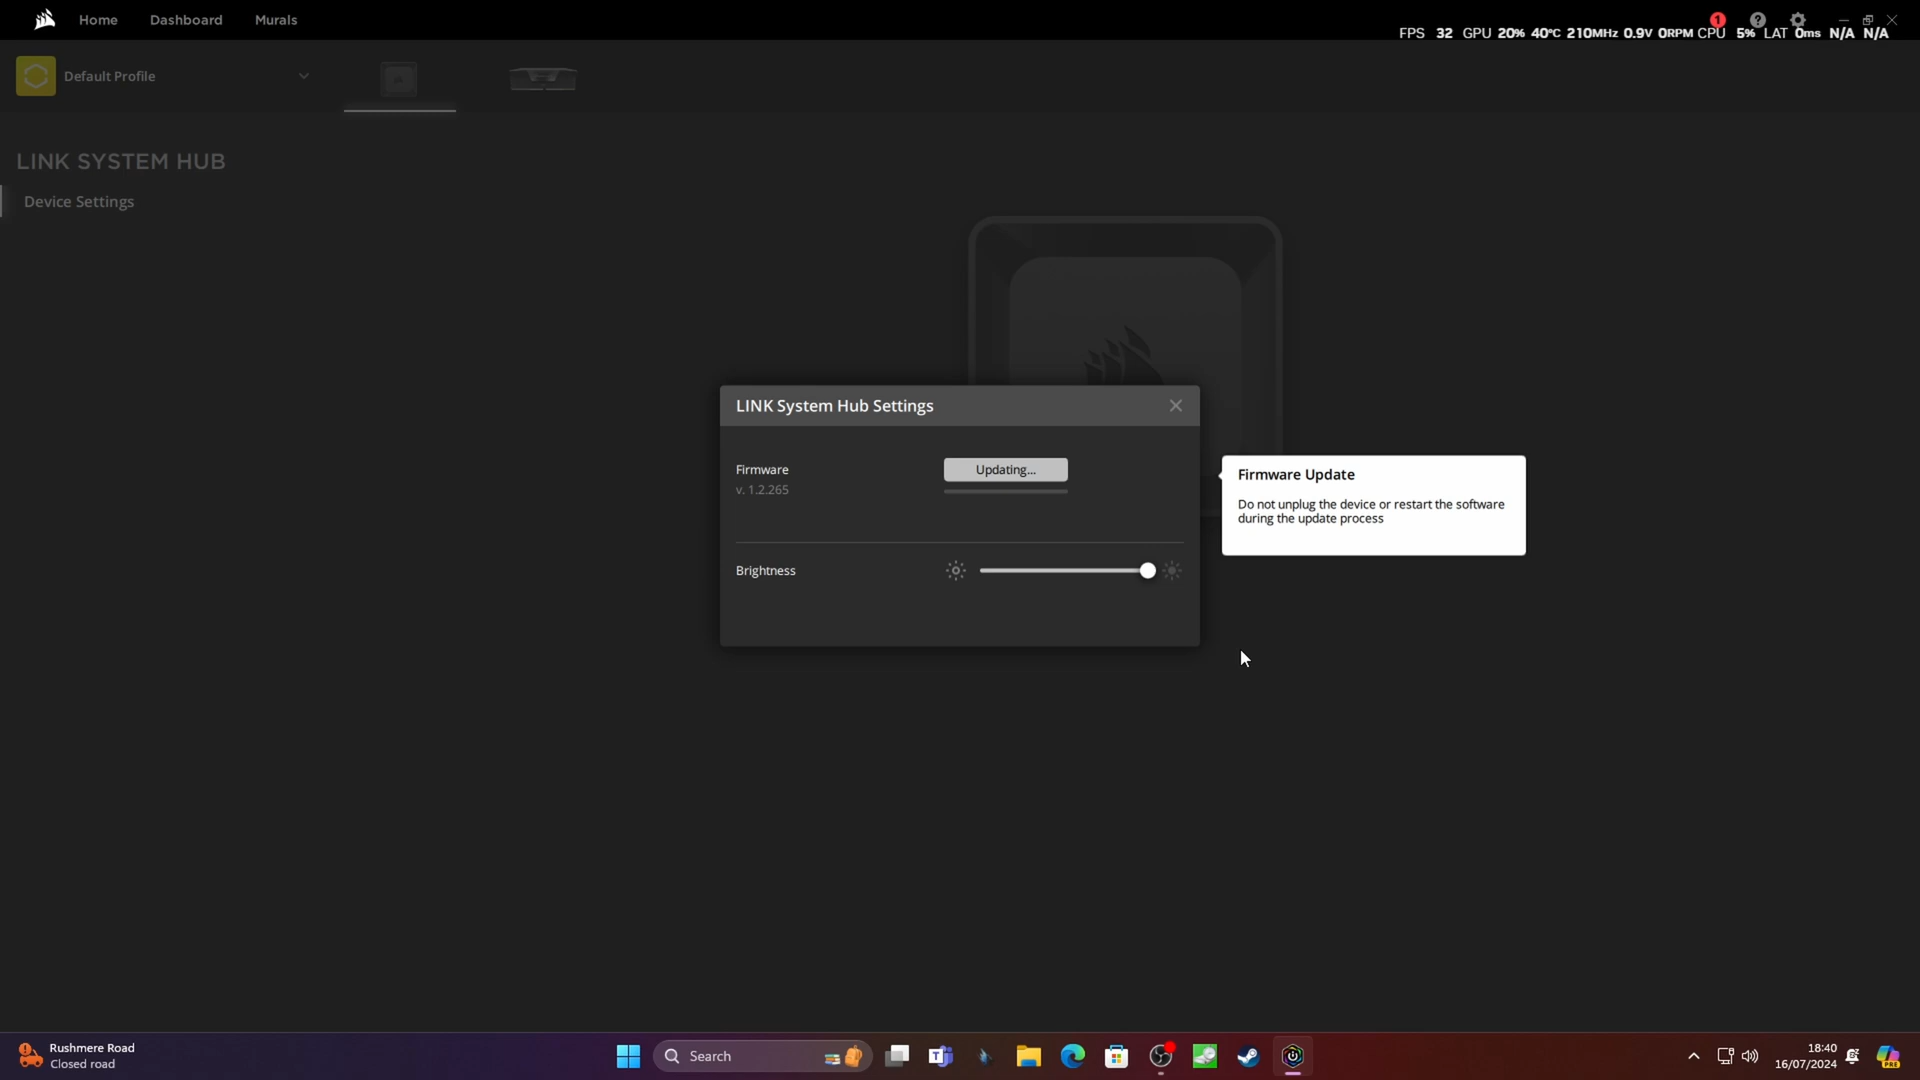 Home Dashboard Murals
1
FPS 32 GPU 20% 40°C 210MHz 0.9V 0RPM CPU 5% LAT 0ms N/A N/A
Default Profile
LINK SYSTEM HUB
Device Settings
LINK System Hub Settings
Firmware
v. 1.2.265
Updating...
Firmware Update
Do not unplug the device or restart the software
during the update process
Brightness
Rushmere Road
Closed road
Search
18:40
16/07/2024
PRE